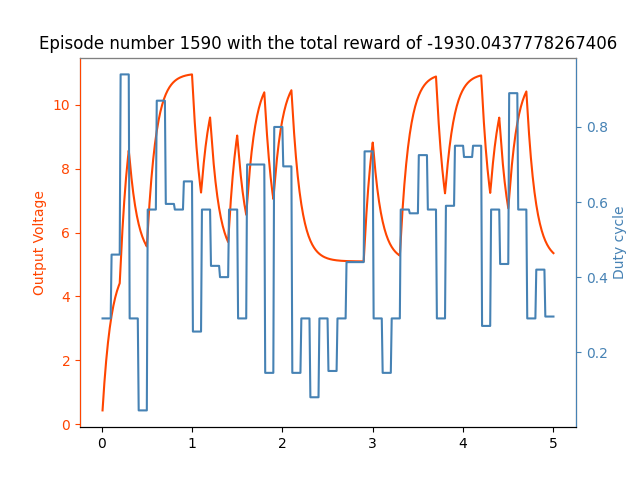 Episode number 1590 with the total reward of -1930.0437778267406
Output Voltage
10
8
6
4
2
0
0.8
0.6
0.4
0.2
Duty cycle
0 1 2 3 4 5